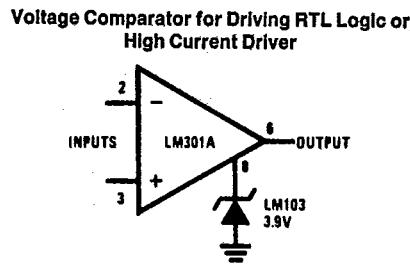 Voltage Comparator for Driving RTL Logic or
High Current Driver
2
−
INPUTS
LM301A
6
OUTPUT
8
+
3
LM103
3.9V